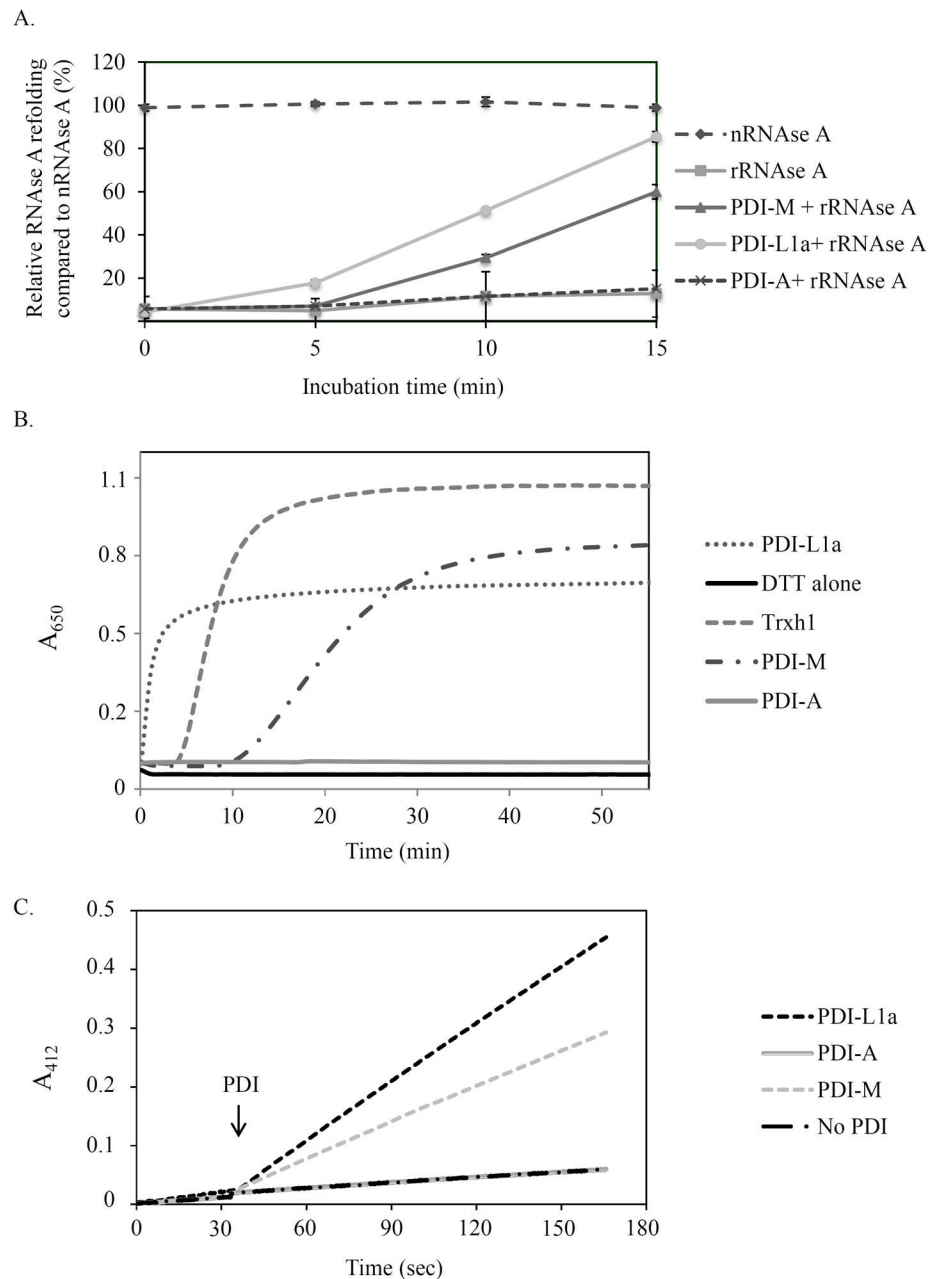 A.
Relative RNAse A refolding
compared to nRNAse A (%)
120
100
80
60
40
20
0
5
10
15
Incubation time (min)
nRNAse A
rRNAse A
PDI-M + rRNAse A
PDI-L1a+ rRNAse A
PDI-A+ rRNAse A
B.
A650
1.1
0.8
0.5
0.2
0
0
10
20
30
40
50
Time (min)
PDI-L1a
DTT alone
Trxh1
PDI-M
PDI-A
C.
A412
0.5
0.4
0.3
0.2
0.1
0
PDI
0
30
60
90
120
150
180
Time (sec)
PDI-L1a
PDI-A
PDI-M
No PDI